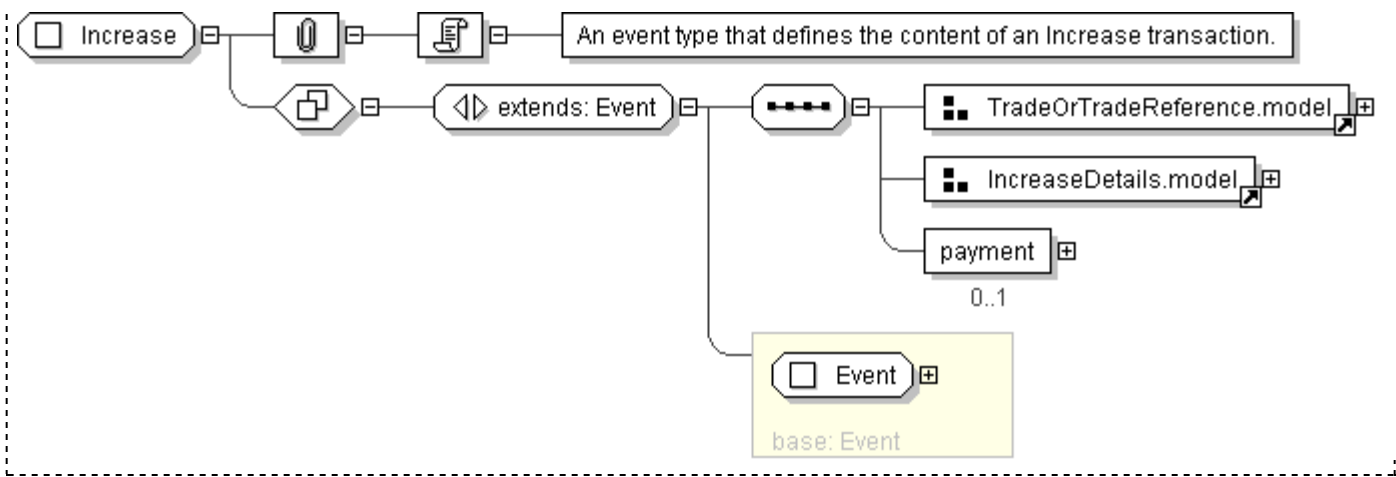 Increase
An event type that defines the content of an Increase transaction.
extends: Event
TradeOrTradeReference.model
IncreaseDetails.model
payment
0..1
Event
base: Event